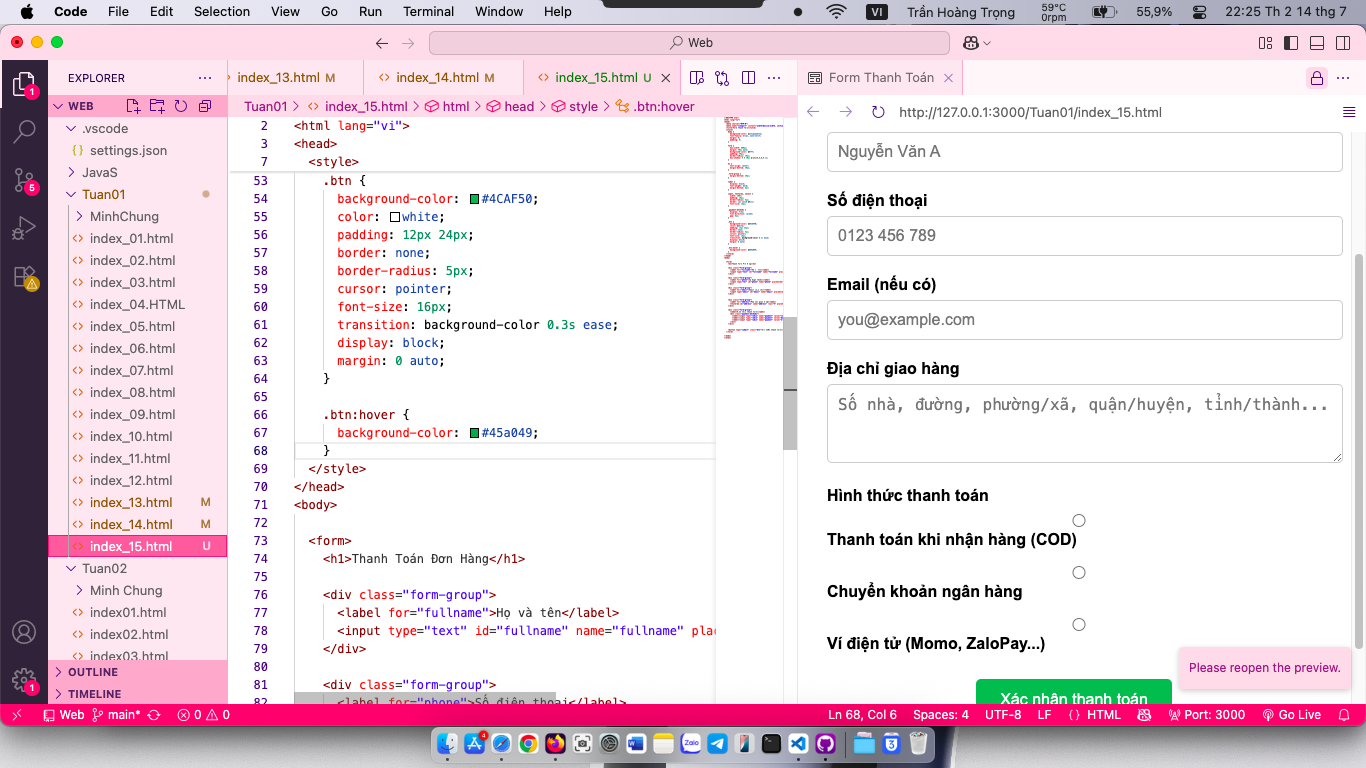 Code File Edit Selection View Go Run Terminal Window Help
VI Trần Hoàng Trọng 59°C 0rpm 55,9% 22:25 Th 2 14 thg 7
Web
EXPLORER
WEB
.vscode
settings.json
JavaS
Tuan01
MinhChung
index_01.html
index_02.html
index_03.html
index_04.HTML
index_05.html
index_06.html
index_07.html
index_08.html
index_09.html
index_10.html
index_11.html
index_12.html
index_13.html M
index_14.html M
index_15.html U
Tuan02
Minh Chung
index01.html
index02.html
index03.html
OUTLINE
TIMELINE
1
5
1
index_13.html M index_14.html M index_15.html U
Tuan01 > index_15.html > html > head > style > .btn:hover
2 <html lang="vi">
3 <head>
7 <style>
53 .btn {
54 background-color: #4CAF50;
55 color: white;
56 padding: 12px 24px;
57 border: none;
58 border-radius: 5px;
59 cursor: pointer;
60 font-size: 16px;
61 transition: background-color 0.3s ease;
62 display: block;
63 margin: 0 auto;
64 }
65
66 .btn:hover {
67 background-color: #45a049;
68 }
69 </style>
70 </head>
71 <body>
72
73 <form>
74 <h1>Thanh Toán Đơn Hàng</h1>
75
76 <div class="form-group">
77 <label for="fullname">Họ và tên</label>
78 <input type="text" id="fullname" name="fullname" plac
79 </div>
80
81 <div class="form-group">
82 <label for="phone">Số điện thoại</label>
Form Thanh Toán
http://127.0.0.1:3000/Tuan01/index_15.html
Nguyễn Văn A
Số điện thoại
0123 456 789
Email (nếu có)
you@example.com
Địa chỉ giao hàng
Số nhà, đường, phường/xã, quận/huyện, tỉnh/thành...
Hình thức thanh toán
Thanh toán khi nhận hàng (COD)
Chuyển khoản ngân hàng
Ví điện tử (Momo, ZaloPay...)
Xác nhận thanh toán
Please reopen the preview.
Web main* 0 0 Ln 68, Col 6 Spaces: 4 UTF-8 LF HTML Port: 3000 Go Live
4
Zalo